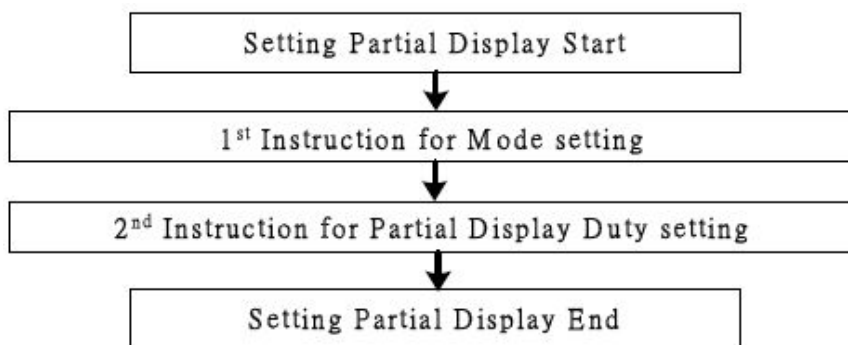 Setting Partial Display Start
1st Instruction for Mode setting
2nd Instruction for Partial Display Duty setting
Setting Partial Display End